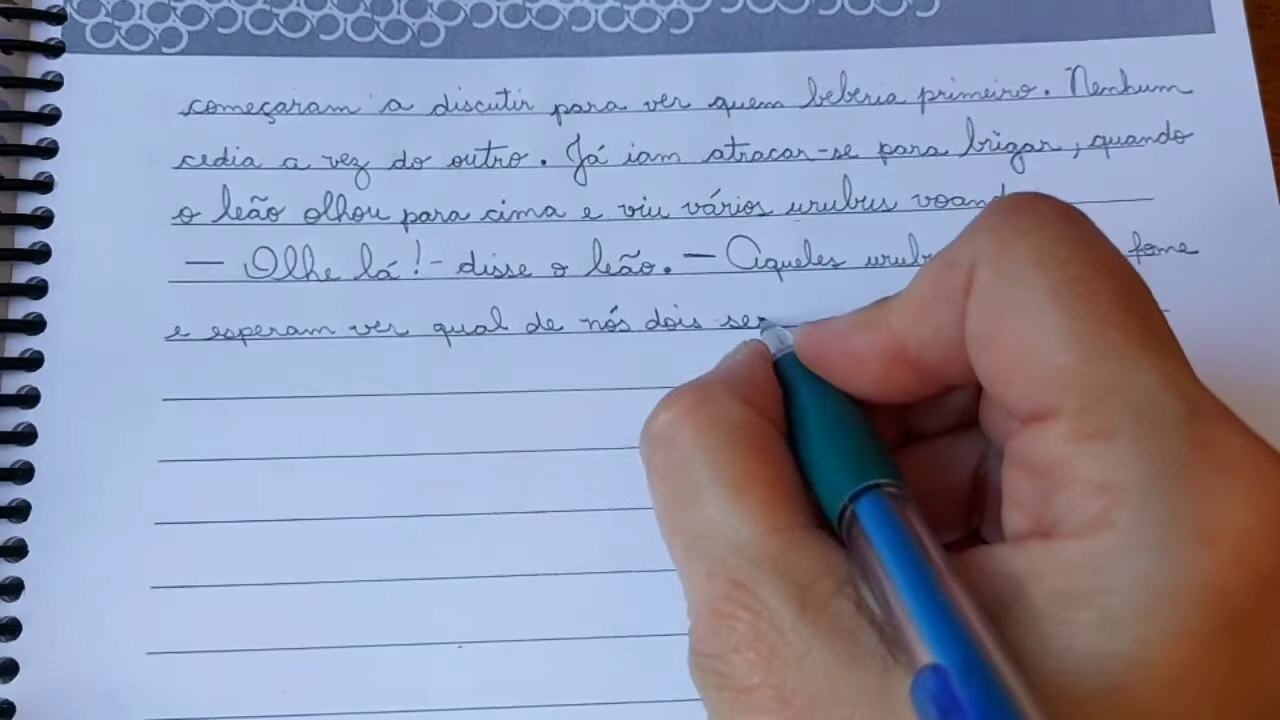 começaram a discutir para ver quem beberia primeiro. Nenhum
cedia a vez do outro. Já iam atracar-se para brigar, quando
o leão olhou para cima e viu vários urubus
— Olhe lá! - disse o leão. — Aqueles fome
e esperam ver qual de nós dois